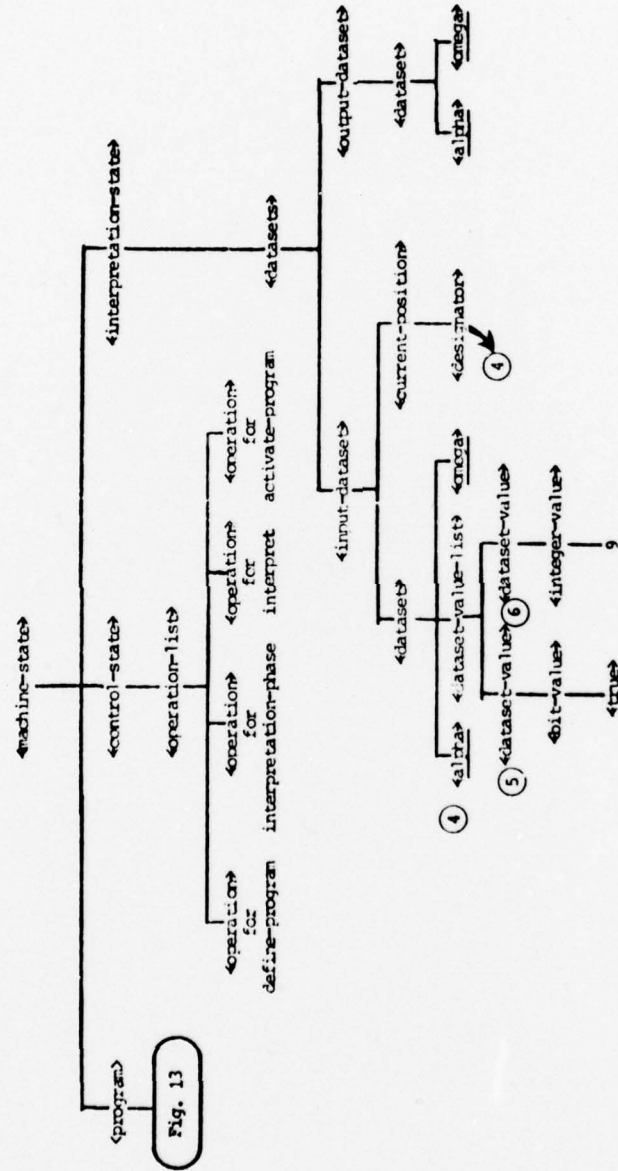 <machine-state>
<program> <control-state> <interpretation-state>
Fig. 13
<operation-list>
<operation> for define-program
<operation> for interpretation-phase
<operation> for interpret
<operation> for activate-program
<datasets>
<input-dataset> <output-dataset>
<dataset> <current-position> <dataset>
④ <alpha> <dataset-value-list> <omega> <designator> <alpha> <omega>
④
⑤ <dataset-value> ⑥ <dataset-value>
<bit-value> <integer-value>
<true> 9